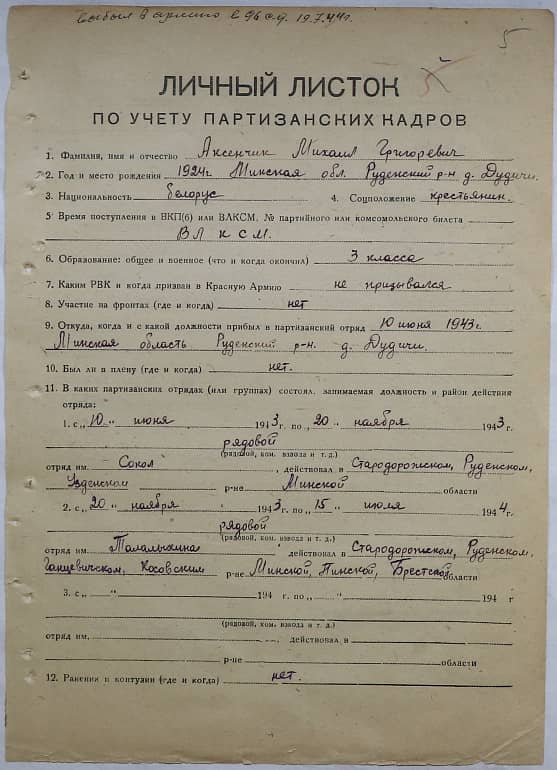 Выбыл в армию в 96 с.д. 19.7.44г.
5
ЛИЧНЫЙ ЛИСТОК
ПО УЧЕТУ ПАРТИЗАНСКИХ КАДРОВ
1. Фамилия, имя и отчество Аксенчик Михаил Григоревич
2. Год и место рождения 1924г Минская обл. Руденский р-н д. Дудичи.
3. Национальность белорус 4. Соцположение крестьянин.
5 Время поступления в ВКП(б) или ВЛКСМ, № партийного или комсомольского билета
ВЛКСМ.
6. Образование: общее и военное (что и когда окончил) 3 класса
7. Каким РВК и когда призван в Красную Армию не призывался
8. Участие на фронтах (где и когда) нет
9. Откуда, когда и с какой должности прибыл в партизанский отряд 10 июня 1943г.
Минская область Руденский р-н. д. Дудичи.
10. Был ли в плену (где и когда) нет.
11. В каких партизанских отрядах (или группах) состоял, занимаемая должность и район действия
отряда:
1. с „10„ июня 1943 г. по „20„ ноября 1943 г.
рядовой
(рядовой, ком. взвода и т. д.)
отряд им. Сокол, действовал в Стародорожском, Руденском,
Узденском р-не Минской области
2. с „20„ ноября 1943 г. по „15„ июля 1944 г.
рядовой
(рядовой, ком. взвода и т. д.)
отряд им. Талалыхина действовал в Стародорожском, Руденском.
Ганцевичском, Косовским р-не Минской, Пинской, Брестской области
3. с „ „ 194 г. по „ „ 194 г
(рядовой, ком. взвода и т. д.)
отряд им. , действовал в
р-не области
12. Ранения и контузии (где и когда) нет.